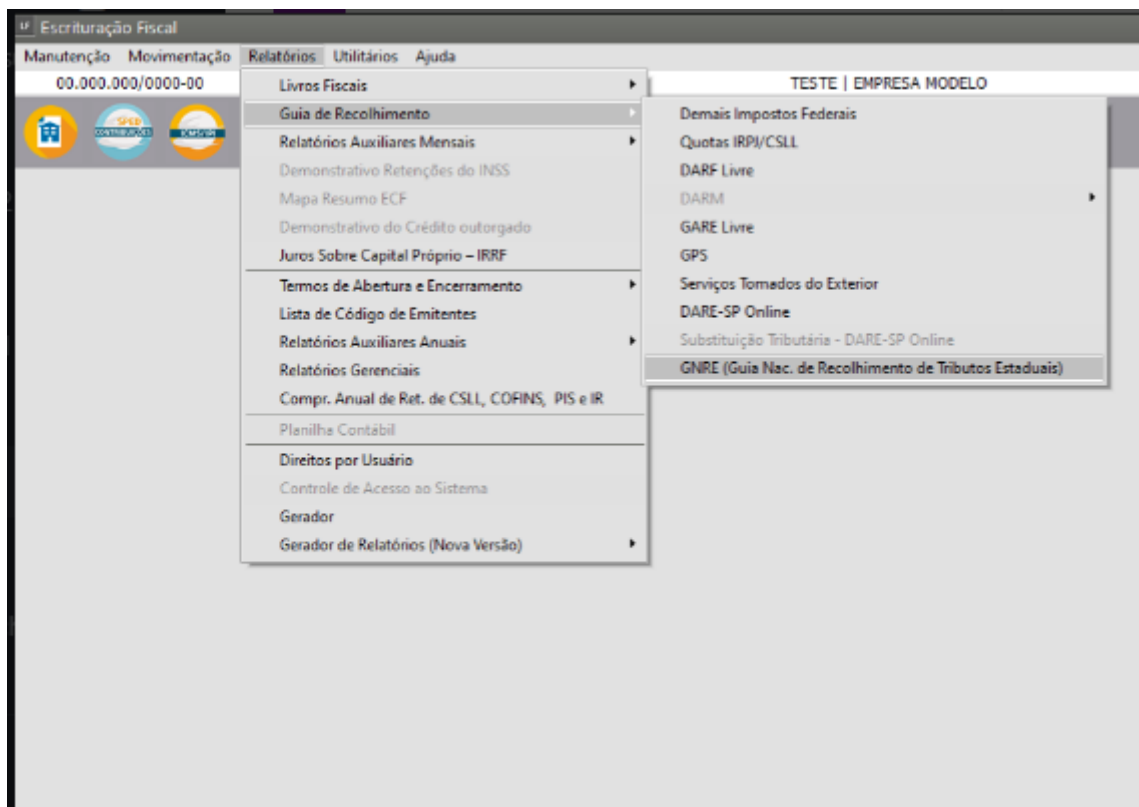 LF Escrituração Fiscal
Manutenção Movimentação Relatórios Utilitários Ajuda
00.000.000/0000-00 TESTE | EMPRESA MODELO
SPED
CONTRIBUIÇÕES
ICMS/IPI
Livros Fiscais
Guia de Recolhimento
Relatórios Auxiliares Mensais
Demonstrativo Retenções do INSS
Mapa Resumo ECF
Demonstrativo do Crédito outorgado
Juros Sobre Capital Próprio – IRRF
Termos de Abertura e Encerramento
Lista de Código de Emitentes
Relatórios Auxiliares Anuais
Relatórios Gerenciais
Compr. Anual de Ret. de CSLL, COFINS, PIS e IR
Planilha Contábil
Direitos por Usuário
Controle de Acesso ao Sistema
Gerador
Gerador de Relatórios (Nova Versão)
Demais Impostos Federais
Quotas IRPJ/CSLL
DARF Livre
DARM
GARE Livre
GPS
Serviços Tomados do Exterior
DARE-SP Online
Substituição Tributária - DARE-SP Online
GNRE (Guia Nac. de Recolhimento de Tributos Estaduais)